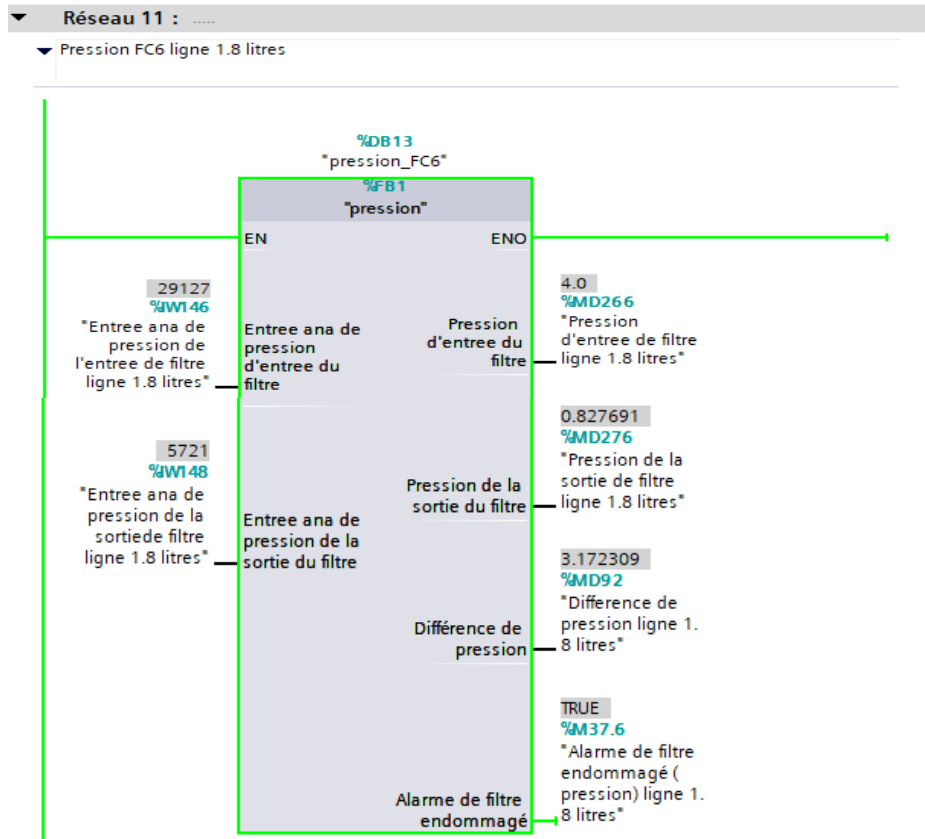 Réseau 11 : .....
Pression FC6 ligne 1.8 litres
%DB13
"pression_FC6"
%FB1
"pression"
EN
ENO
29127
%IW146
"Entree ana de
pression de
l'entree de filtre
ligne 1.8 litres"
Entree ana de
pression
d'entree du
filtre
Pression
d'entree du
filtre
4.0
%MD266
"Pression
d'entree de filtre
ligne 1.8 litres"
5721
%IW148
"Entree ana de
pression de la
sortiede filtre
ligne 1.8 litres"
Entree ana de
pression de la
sortie du filtre
Pression de la
sortie du filtre
0.827691
%MD276
"Pression de la
sortie de filtre
ligne 1.8 litres"
Différence de
pression
3.172309
%MD92
"Difference de
pression ligne 1.
8 litres"
Alarme de filtre
endommagé
TRUE
%M37.6
"Alarme de filtre
endommagé (
pression) ligne 1.
8 litres"